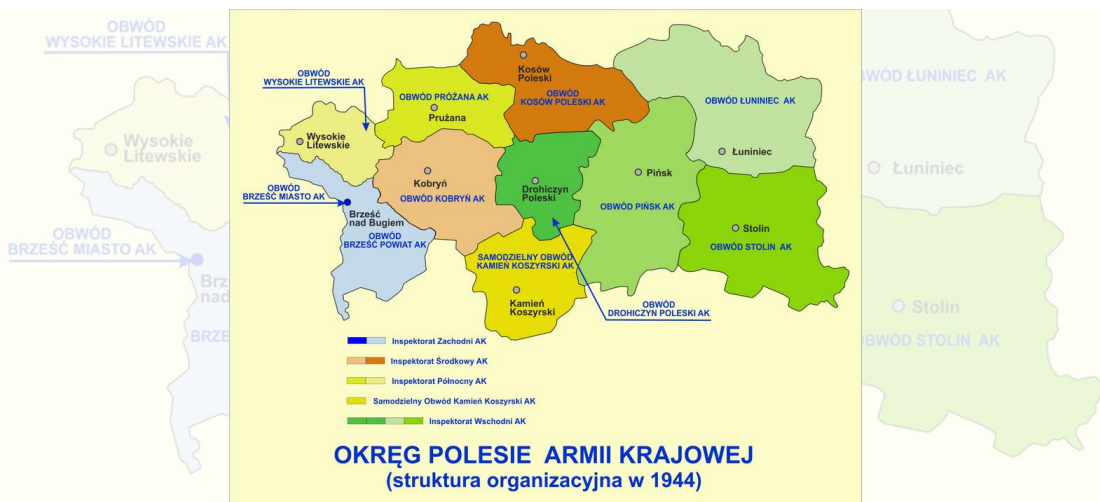 OBWÓD
WYSOKIE LITEWSKIE AK
Kosów
Poleski
OBWÓD
WYSOKIE LITEWSKIE AK
OBWÓD PRÓŻANA AK
OBWÓD
KOSÓW POLESKI AK
OBWÓD ŁUNINIEC AK
WÓD ŁUNINIEC AK
Prużana
Wysokie
Litewskie
Wysokie
Litewskie
Łuniniec
Łuniniec
Kobryń
Drohiczyn
Poleski
Pińsk
OBWÓD
BRZEŚĆ MIASTO AK
OBWÓD KOBRYŃ AK
OBWÓD PIŃSK AK
Brześć
nad Bugiem
OBWÓD
BRZEŚĆ POWIAT AK
Stolin
OBWÓD STOLIN AK
OBWÓD
BRZEŚĆ MIASTO AK
SAMODZIELNY OBWÓD
KAMIEŃ KOSZYRSKI AK
Kamień
Koszyrski
OBWÓD
DROHICZYN POLESKI AK
Brz
nad
BRZE
Stolin
BWÓD STOLIN AK
Inspektorat Zachodni AK
Inspektorat Środkowy AK
Inspektorat Północny AK
Samodzielny Obwód Kamień Koszyrski AK
Inspektorat Wschodni AK
OKRĘG POLESIE ARMII KRAJOWEJ
(struktura organizacyjna w 1944)